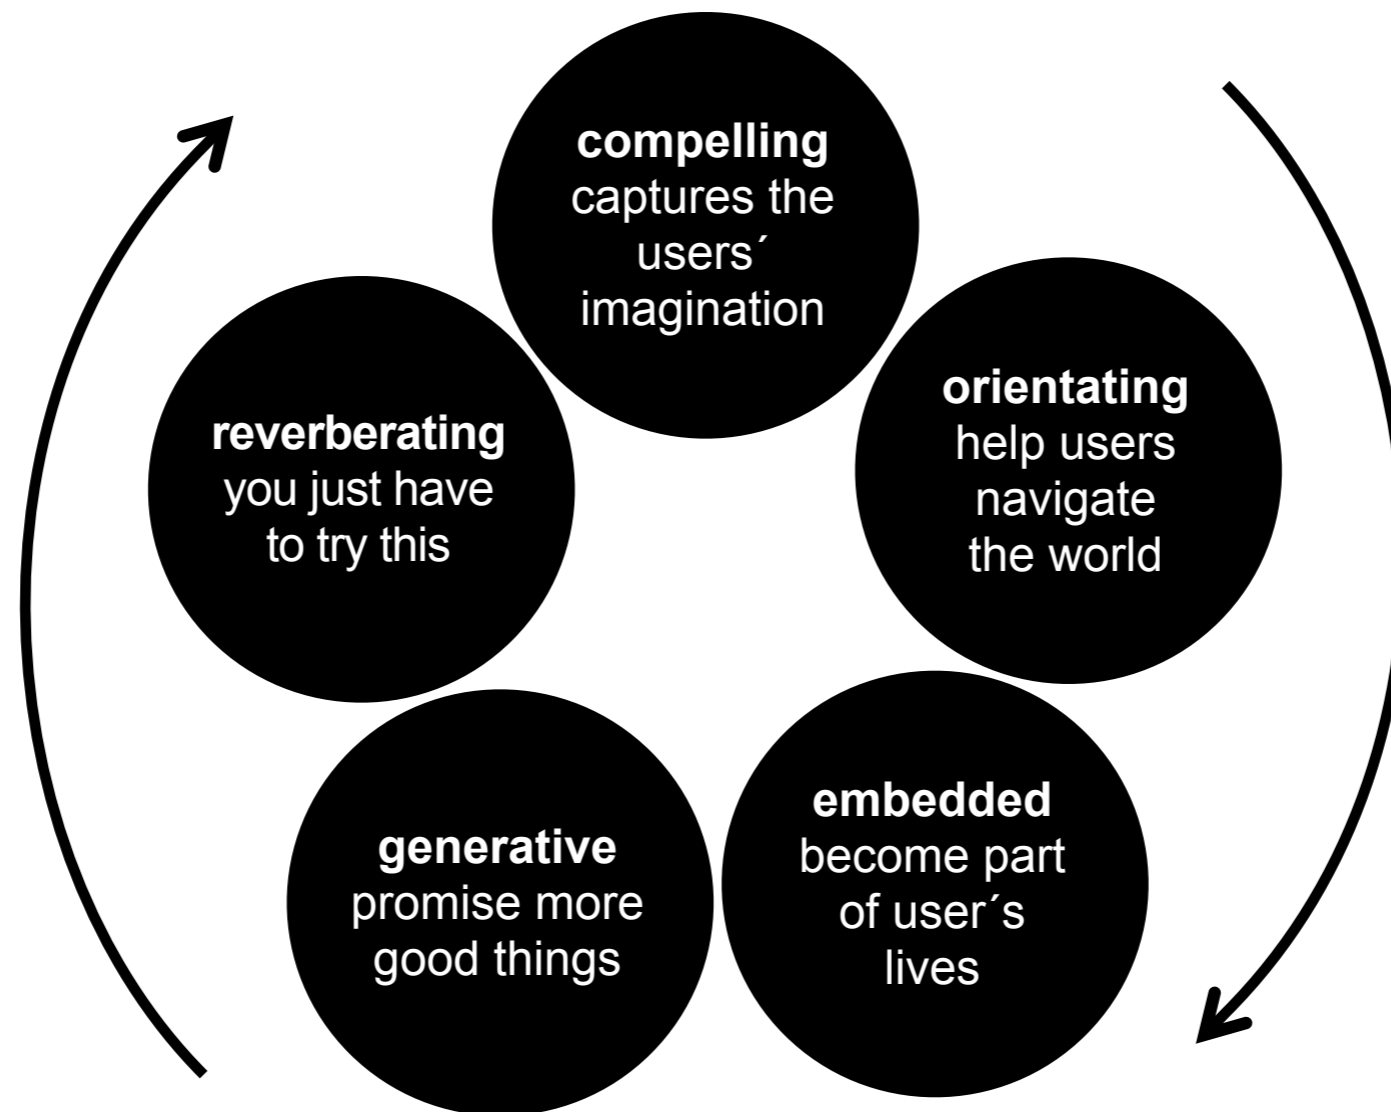 compelling
captures the
users´
imagination
orientating
help users
navigate
the world
embedded
become part
of user´s
lives
generative
promise more
good things
reverberating
you just have
to try this